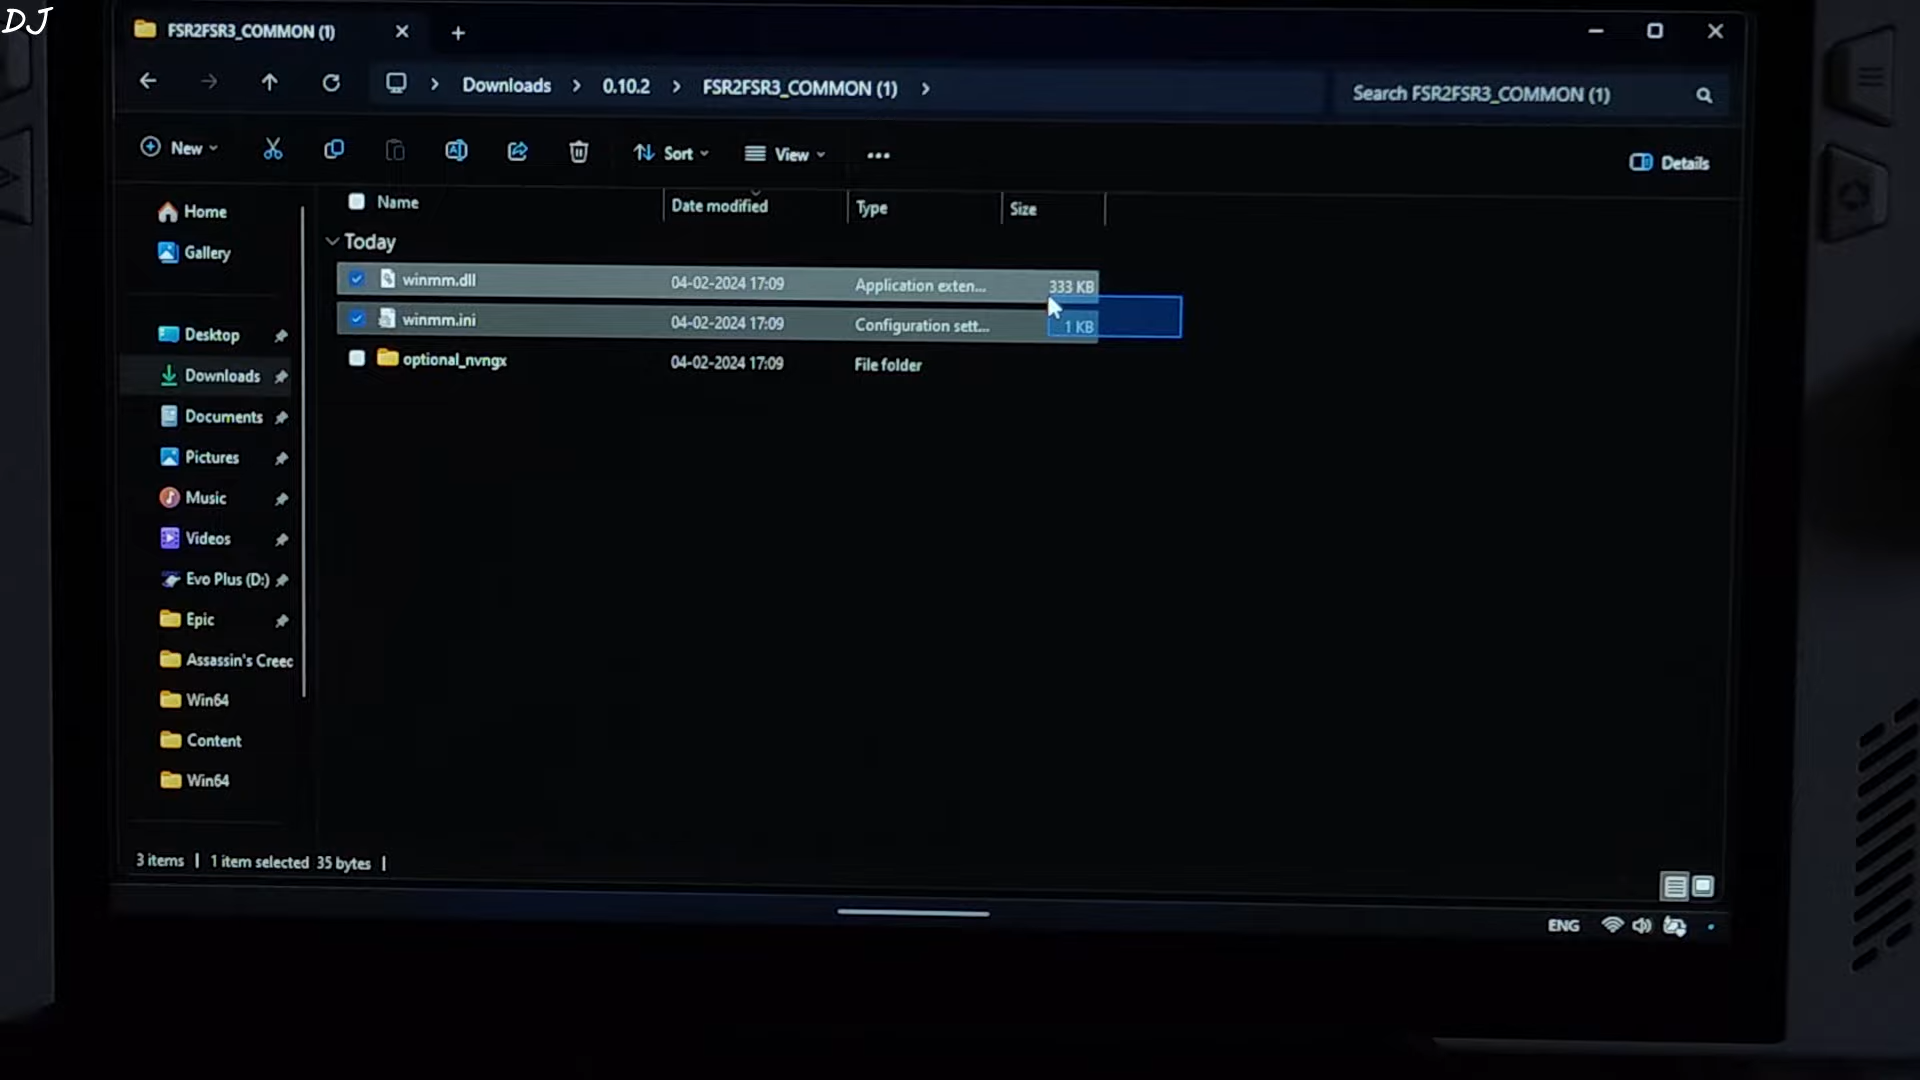 DJ
FSR2FSR3_COMMON (1)
Downloads > 0.10.2 > FSR2FSR3_COMMON (1) >
Search FSR2FSR3_COMMON (1)
New
Sort
View
Details
Name Date modified Type Size
Today
winmm.dll 04-02-2024 17:09 Application exten... 333 KB
winmm.ini 04-02-2024 17:09 Configuration sett... 1 KB
optional_nvngx 04-02-2024 17:09 File folder
Home
Gallery
Desktop
Downloads
Documents
Pictures
Music
Videos
Evo Plus (D:)
Epic
Assassin's Creec
Win64
Content
Win64
3 items | 1 item selected 35 bytes |
ENG